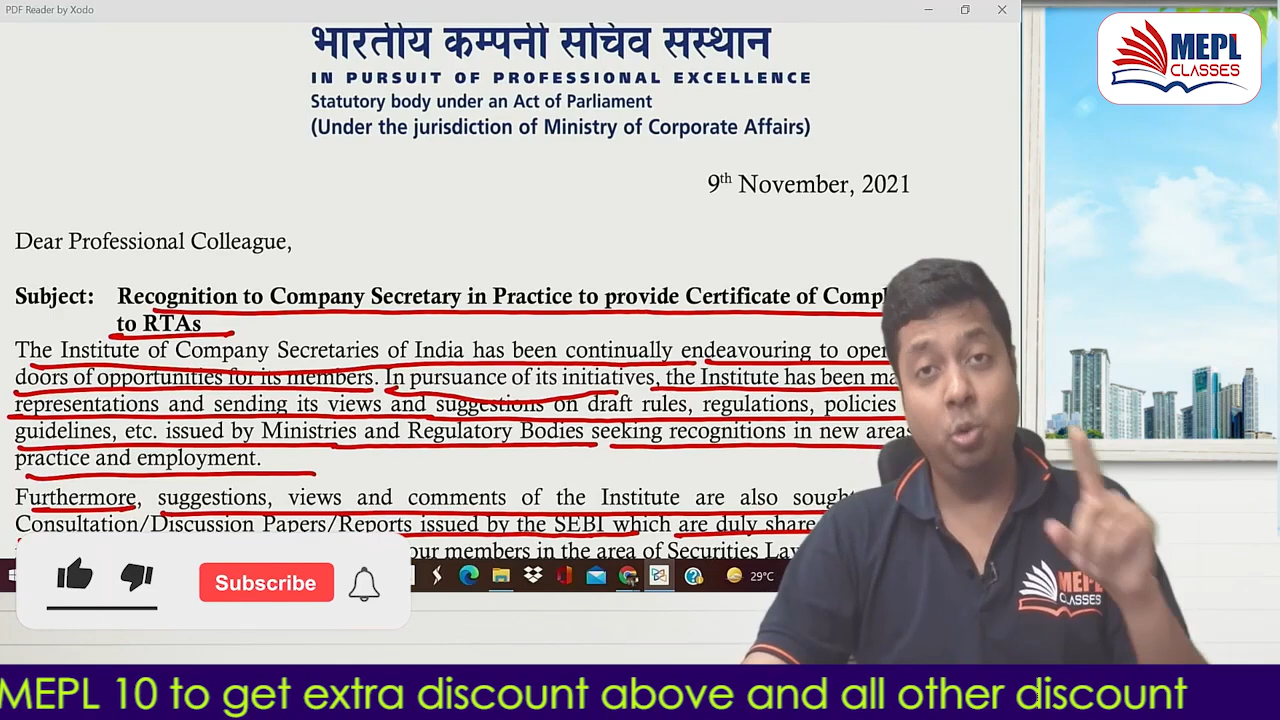 PDF Reader by Xodo
भारतीय कम्पनी सचिव सस्थान
IN PURSUIT OF PROFESSIONAL EXCELLENCE
Statutory body under an Act of Parliament
(Under the jurisdiction of Ministry of Corporate Affairs)
MEPL
CLASSES
9th November, 2021
Dear Professional Colleague,
Subject: Recognition to Company Secretary in Practice to provide Certificate of Compl
to RTAs
The Institute of Company Secretaries of India has been continually endeavouring to open
doors of opportunities for its members. In pursuance of its initiatives, the Institute has been ma
representations and sending its views and suggestions on draft rules, regulations, policies
guidelines, etc. issued by Ministries and Regulatory Bodies seeking recognitions in new areas
practice and employment.
Furthermore, suggestions, views and comments of the Institute are also sought
Consultation/Discussion Papers/Reports issued by the SEBI which are duly share
our members in the area of Securities Law
Subscribe
29°C
MEPL
CLASSES
MEPL 10 to get extra discount above and all other discount